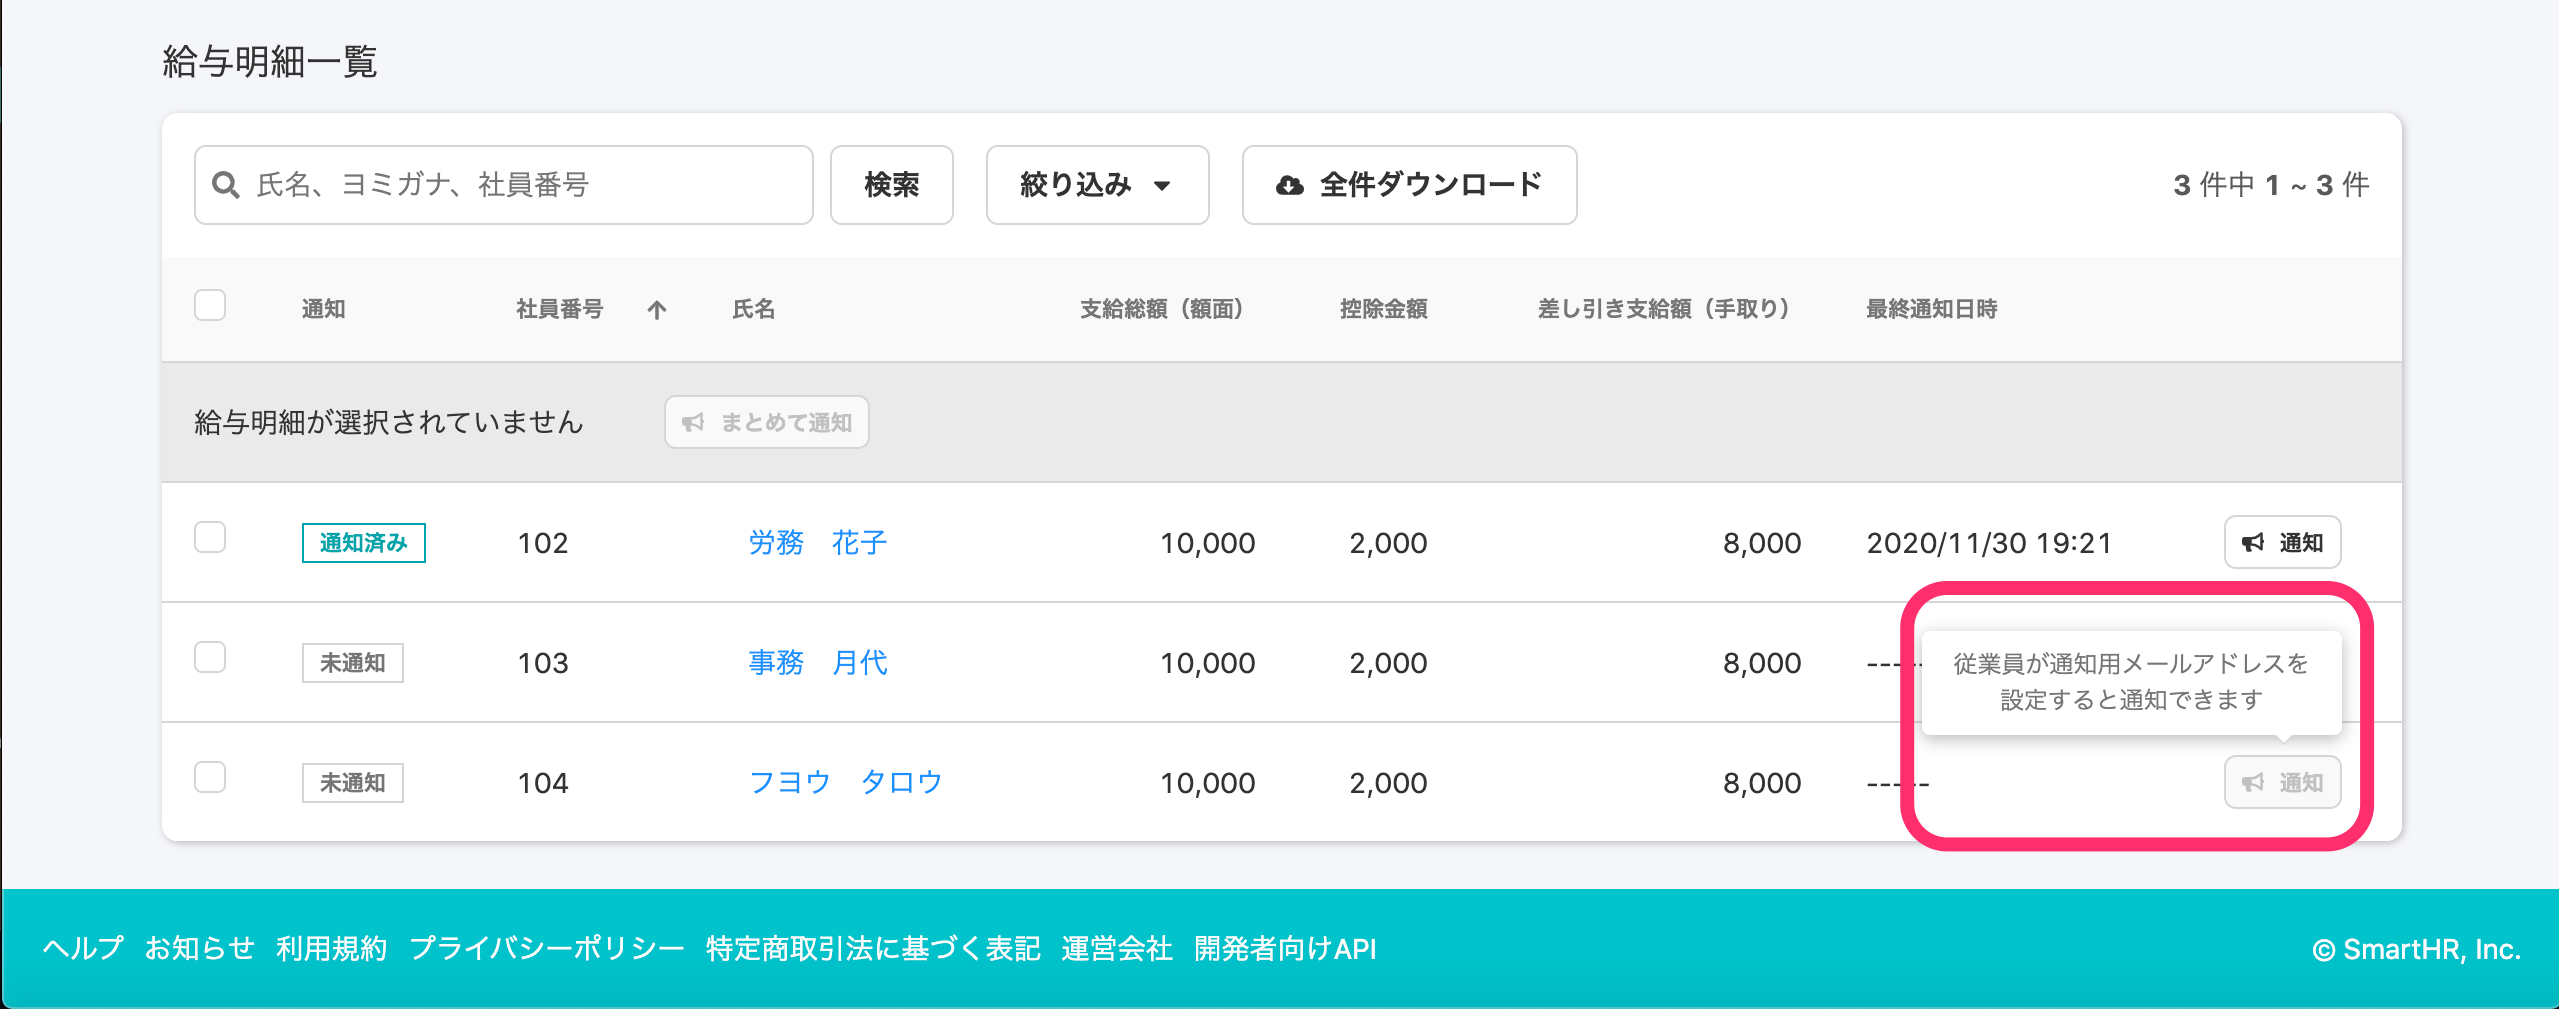 給与明細一覧
氏名、ヨミガナ、社員番号 検索 絞り込み 全件ダウンロード 3 件中 1 ~ 3 件
通知 社員番号 氏名 支給総額（額面） 控除金額 差し引き支給額（手取り） 最終通知日時
給与明細が選択されていません まとめて通知
通知済み 102 労務　花子 10,000 2,000 8,000 2020/11/30 19:21 通知
未通知 103 事務　月代 10,000 2,000 8,000 -----
従業員が通知用メールアドレスを
設定すると通知できます
未通知 104 フヨウ　タロウ 10,000 2,000 8,000 ----- 通知
ヘルプ お知らせ 利用規約 プライバシーポリシー 特定商取引法に基づく表記 運営会社 開発者向けAPI © SmartHR, Inc.